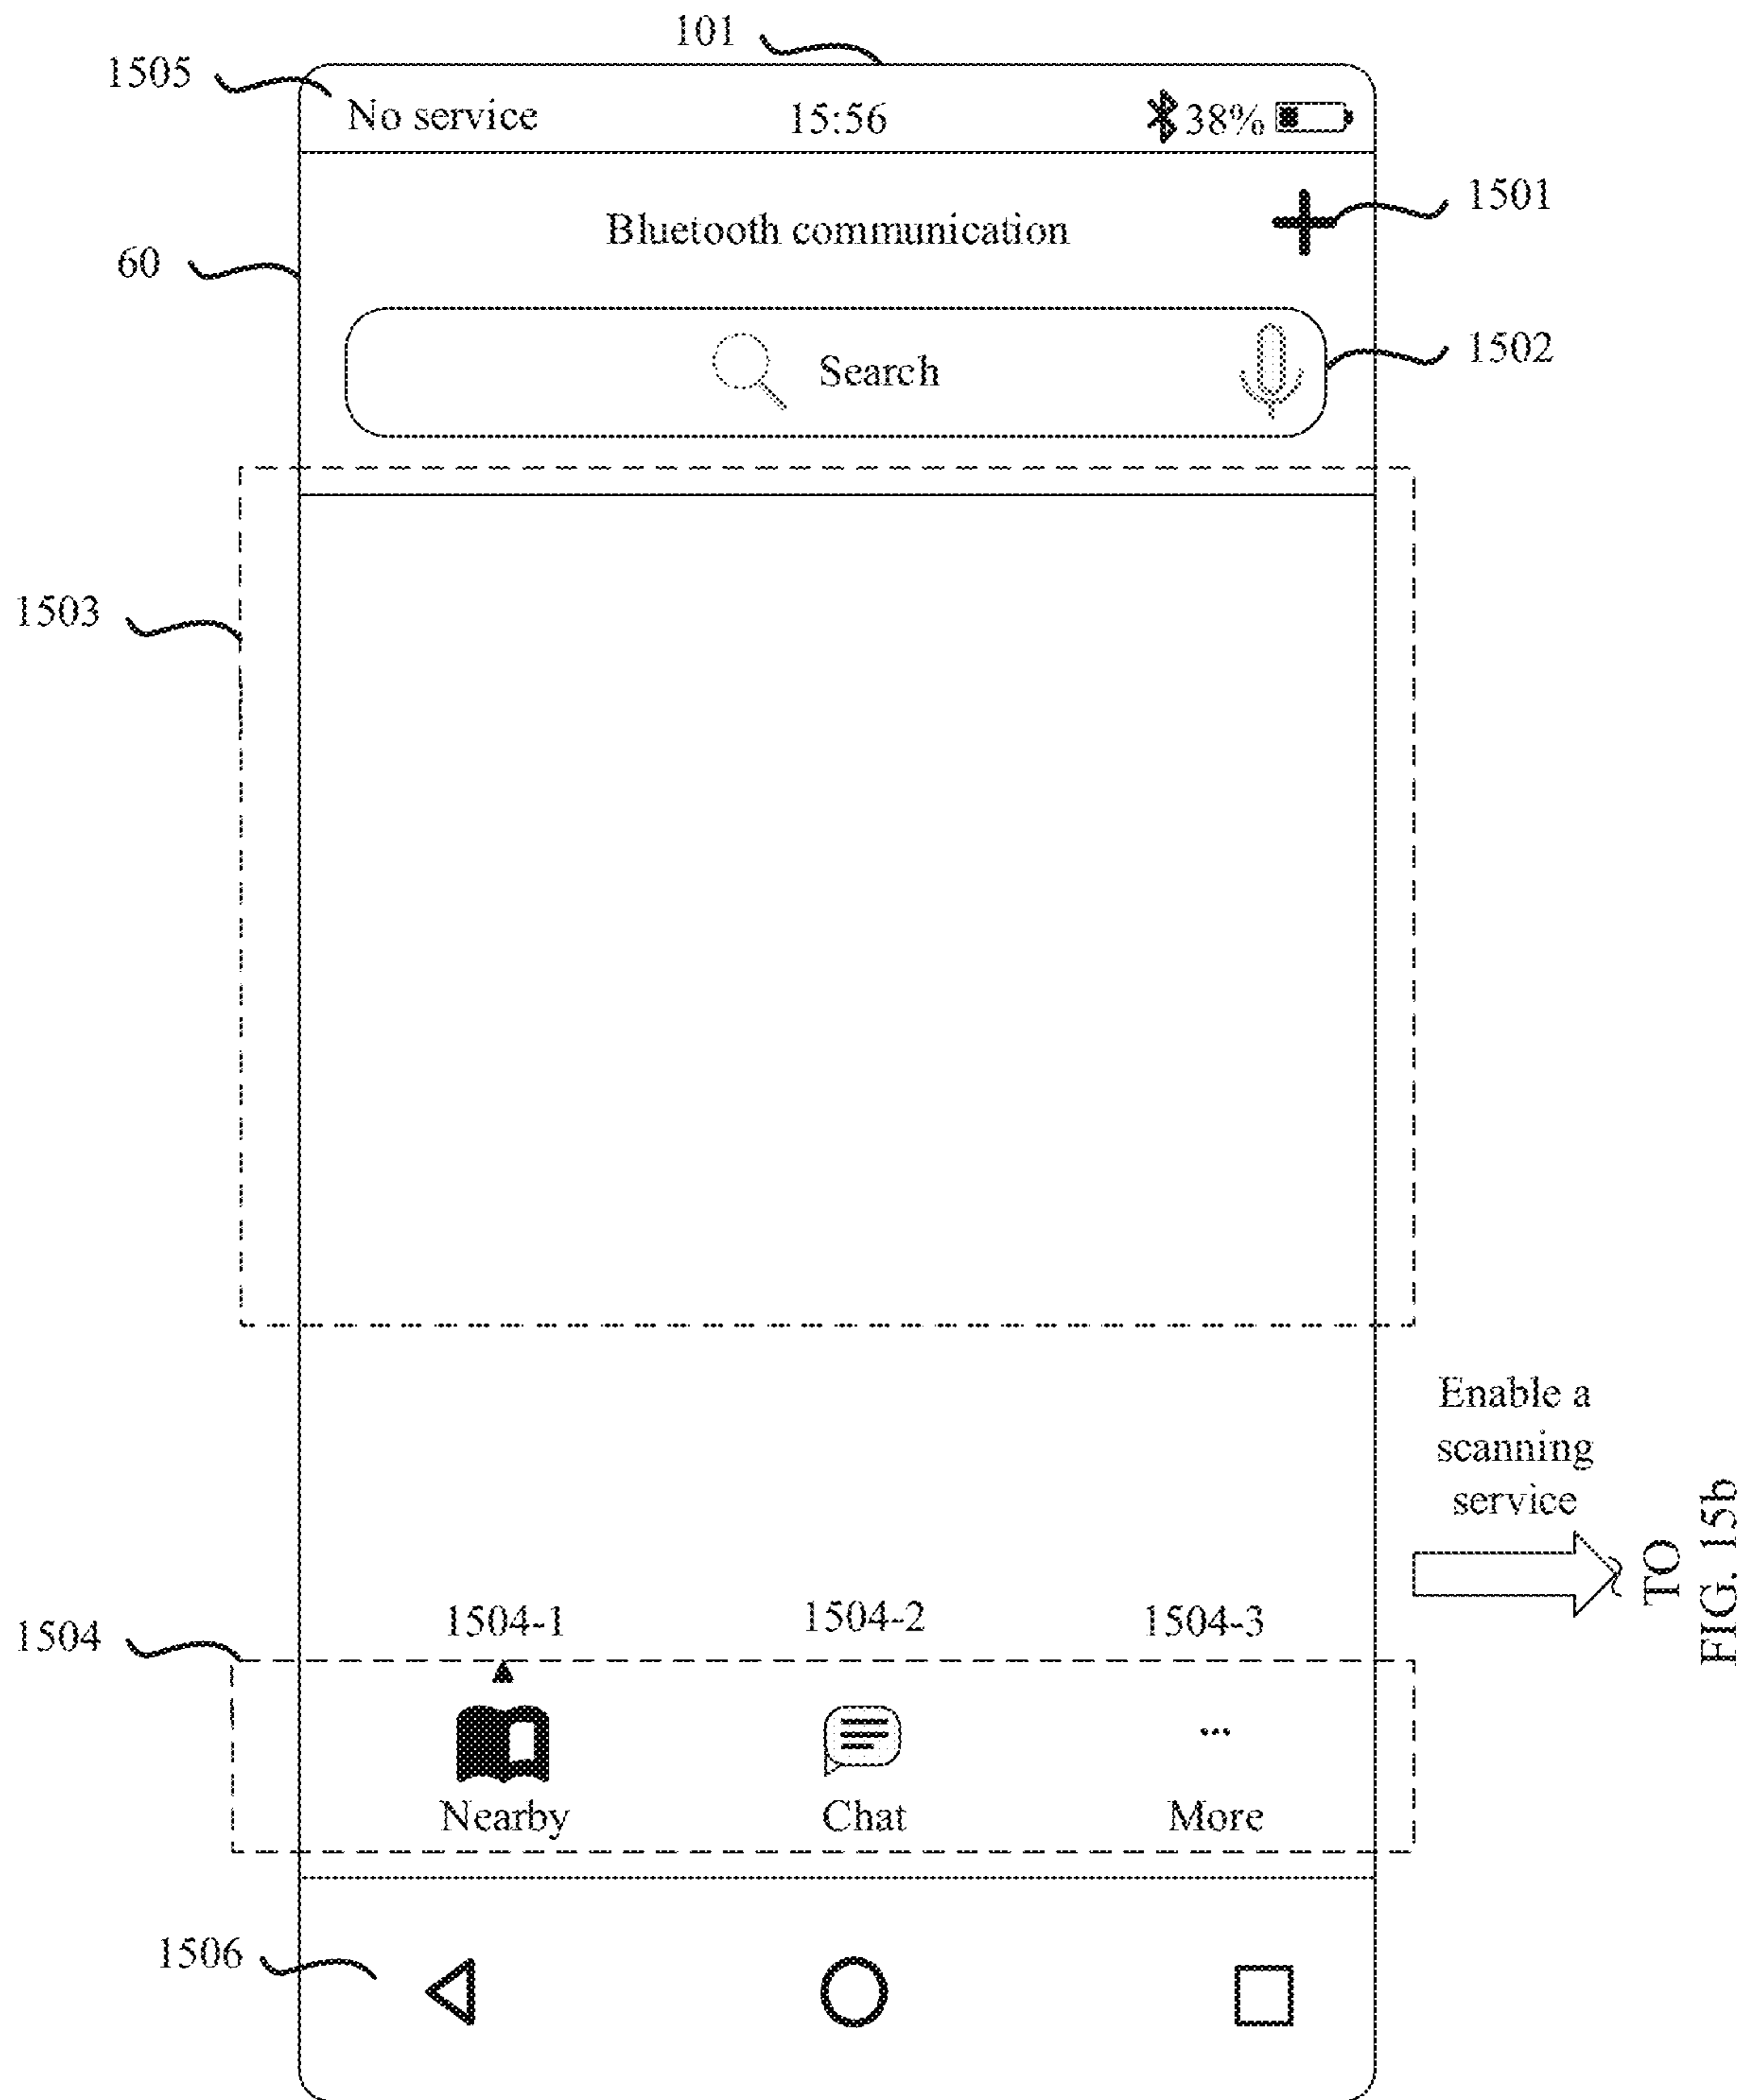 101
1505
No service 15:56 38%
1501
Bluetooth communication
60
Search
1502
1503
Enable a
scanning
service
TO
FIG. 15b
1504-1 1504-2 1504-3
1504
Nearby Chat More
1506